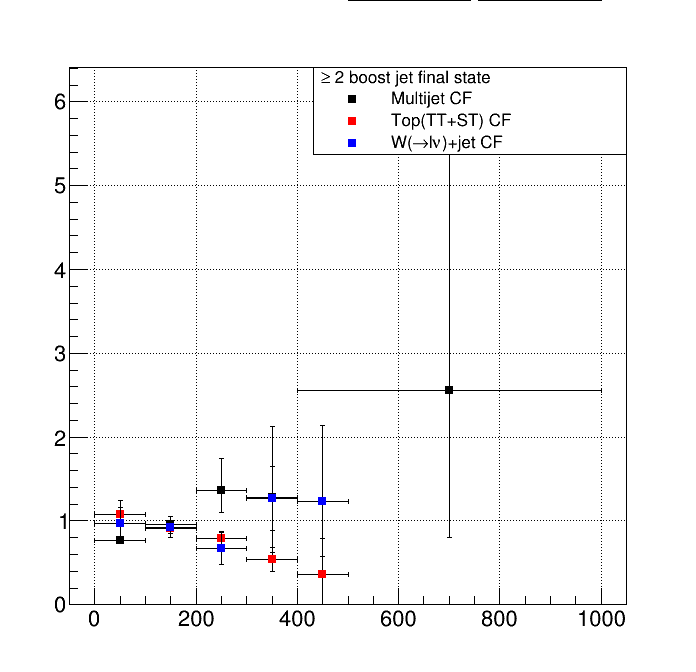 ≥ 2 boost jet final state
Multijet CF
Top(TT+ST) CF
W(→lν)+jet CF
6
5
4
3
2
1
0
0 200 400 600 800 1000